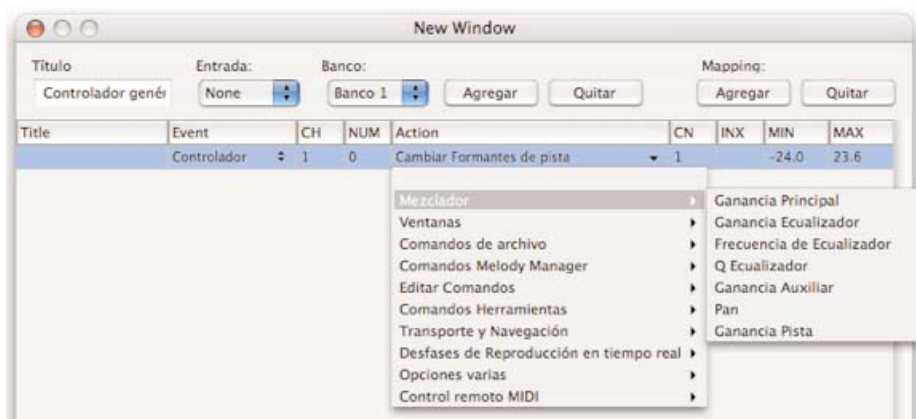 New Window
Título Entrada: Banco: Mapping:
Controlador genér None Banco 1 Agregar Quitar Agregar Quitar
Title Event CH NUM Action CN INX MIN MAX
Controlador 1 0 Cambiar Formantes de pista 1 -24.0 23.6
Mezclador Ganancia Principal
Ventanas Ganancia Ecualizador
Comandos de archivo Frecuencia de Ecualizador
Comandos Melody Manager Q Ecualizador
Editar Comandos Ganancia Auxiliar
Comandos Herramientas Pan
Transporte y Navegación Ganancia Pista
Desfases de Reproducción en tiempo real
Opciones varias
Control remoto MIDI